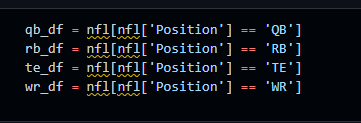 qb_df = nfl[nfl['Position'] == 'QB']
rb_df = nfl[nfl['Position'] == 'RB']
te_df = nfl[nfl['Position'] == 'TE']
wr_df = nfl[nfl['Position'] == 'WR']